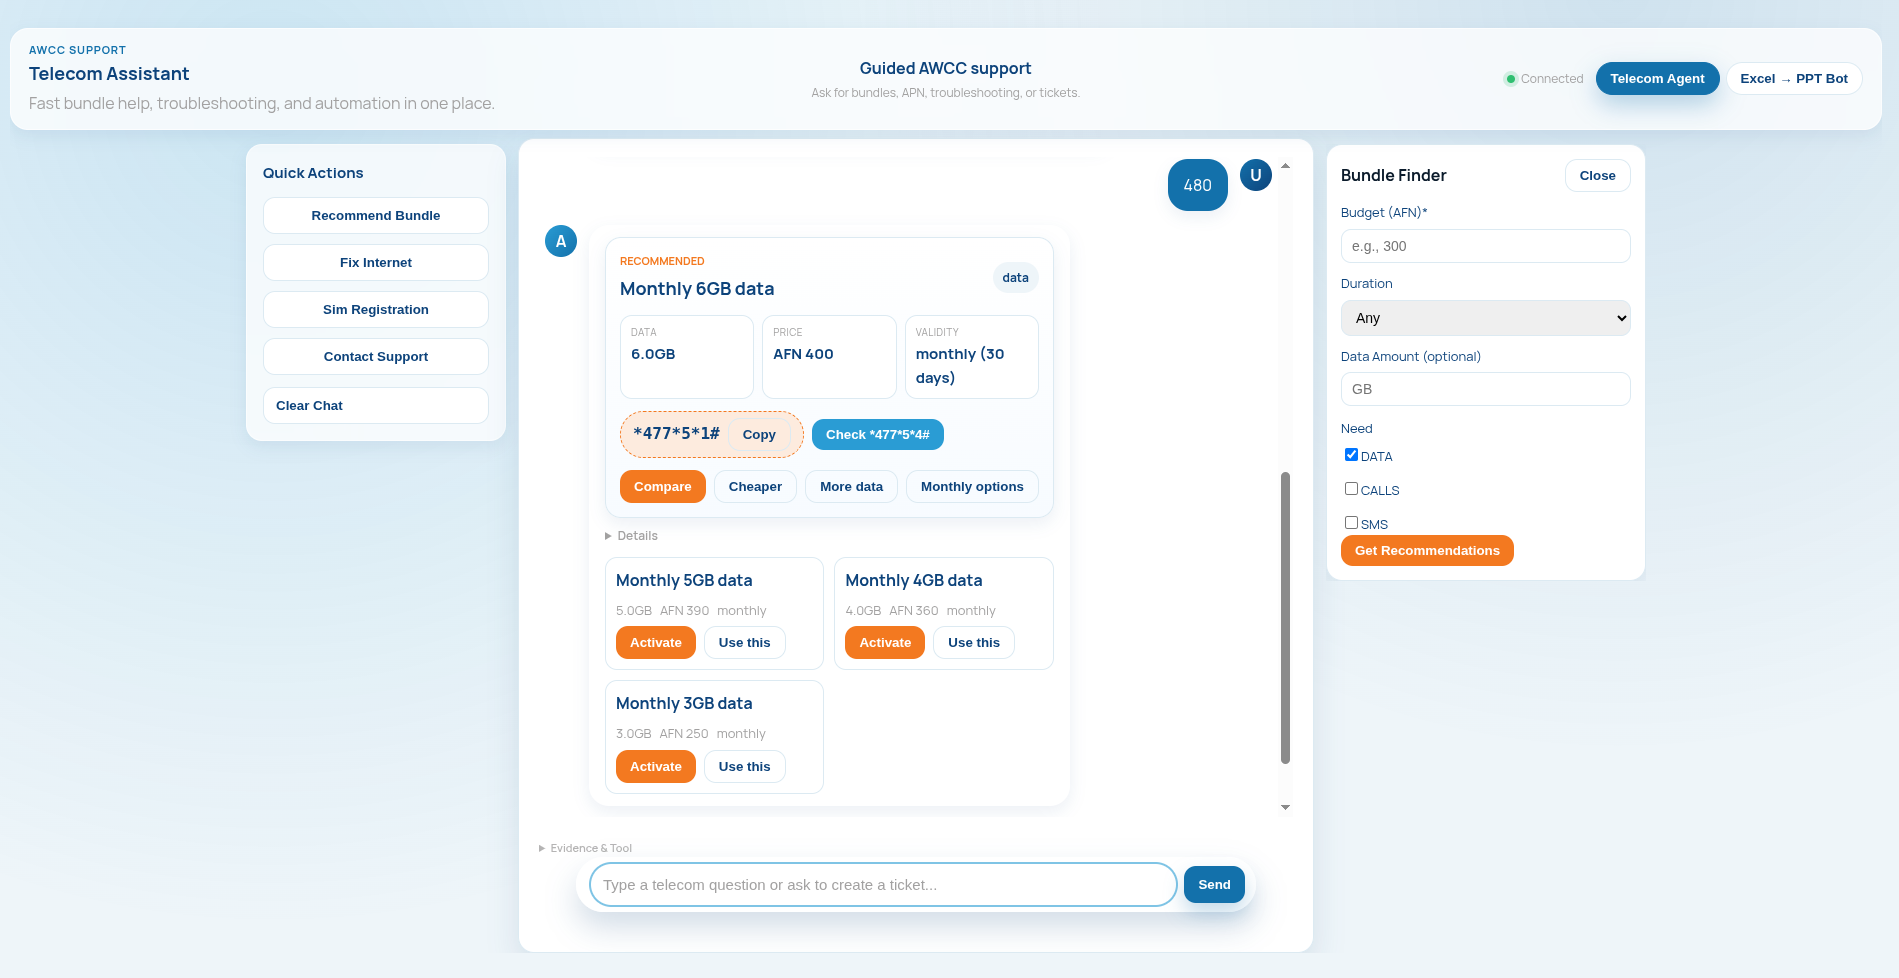 AWCC SUPPORT
Telecom Assistant
Fast bundle help, troubleshooting, and automation in one place.
Guided AWCC support
Ask for bundles, APN, troubleshooting, or tickets.
Connected
Telecom Agent
Excel → PPT Bot
Quick Actions
Recommend Bundle
Fix Internet
Sim Registration
Contact Support
Clear Chat
480
U
A
RECOMMENDED
Monthly 6GB data
data
DATA
6.0GB
PRICE
AFN 400
VALIDITY
monthly (30
days)
*477*5*1#
Copy
Check *477*5*4#
Compare
Cheaper
More data
Monthly options
Details
Monthly 5GB data
5.0GB AFN 390 monthly
Activate
Use this
Monthly 4GB data
4.0GB AFN 360 monthly
Activate
Use this
Monthly 3GB data
3.0GB AFN 250 monthly
Activate
Use this
Evidence & Tool
Type a telecom question or ask to create a ticket...
Send
Bundle Finder
Close
Budget (AFN)*
e.g., 300
Duration
Any
Data Amount (optional)
GB
Need
DATA
CALLS
SMS
Get Recommendations